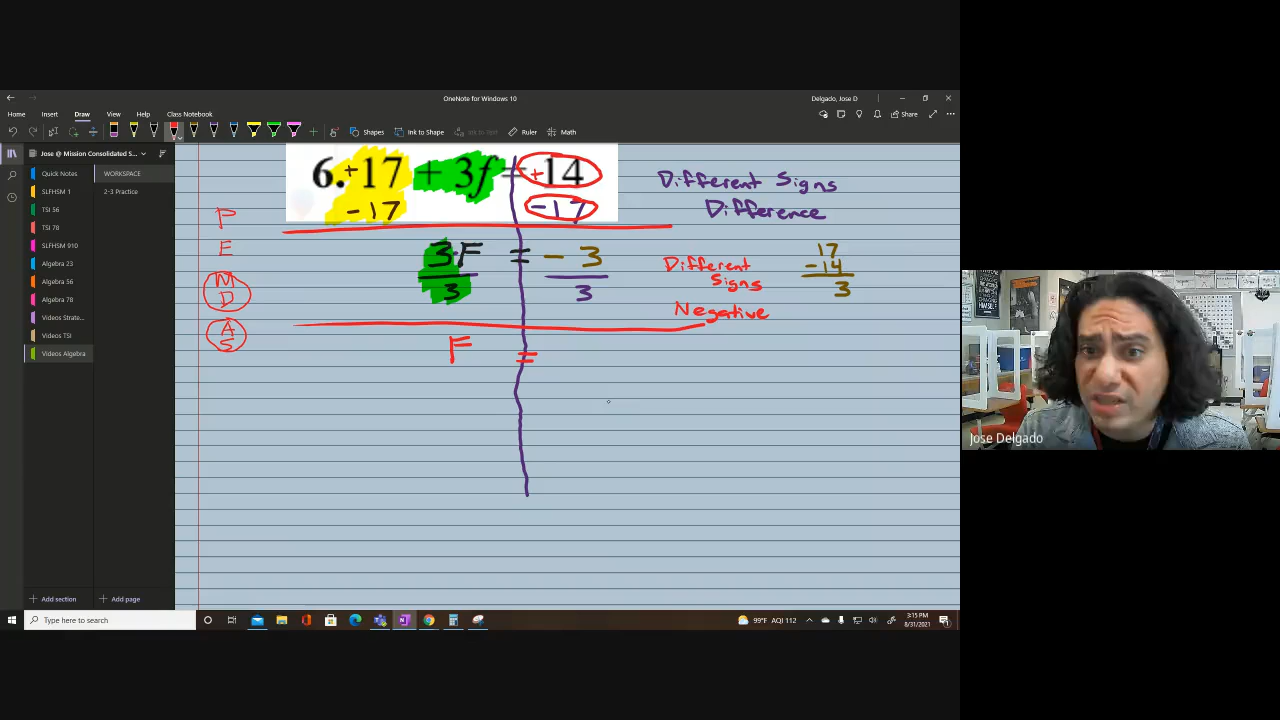 OneNote for Windows 10
Delgado, Jose D
Home Insert Draw View Help Class Notebook
Shapes Ink to Shape Ruler Math
Share
Jose @ Mission Consolidated S...
Quick Notes
SLFHSM 1
TSI 56
TSI 78
SLFHSM 910
Algebra 23
Algebra 56
Algebra 78
Videos Strate...
Videos TSI
Videos Algebra
WORKSPACE
2-3 Practice
Add section
Add page
P
E
M
D
A
S
6. +17 + 3f = +14
-17 -17
3·F = - 3
3 3
F =
Different Signs
Difference
Different
Signs
Negative
17
-14
3
Jose Delgado
Type here to search
99°F AQI 112
3:15 PM
8/31/2021